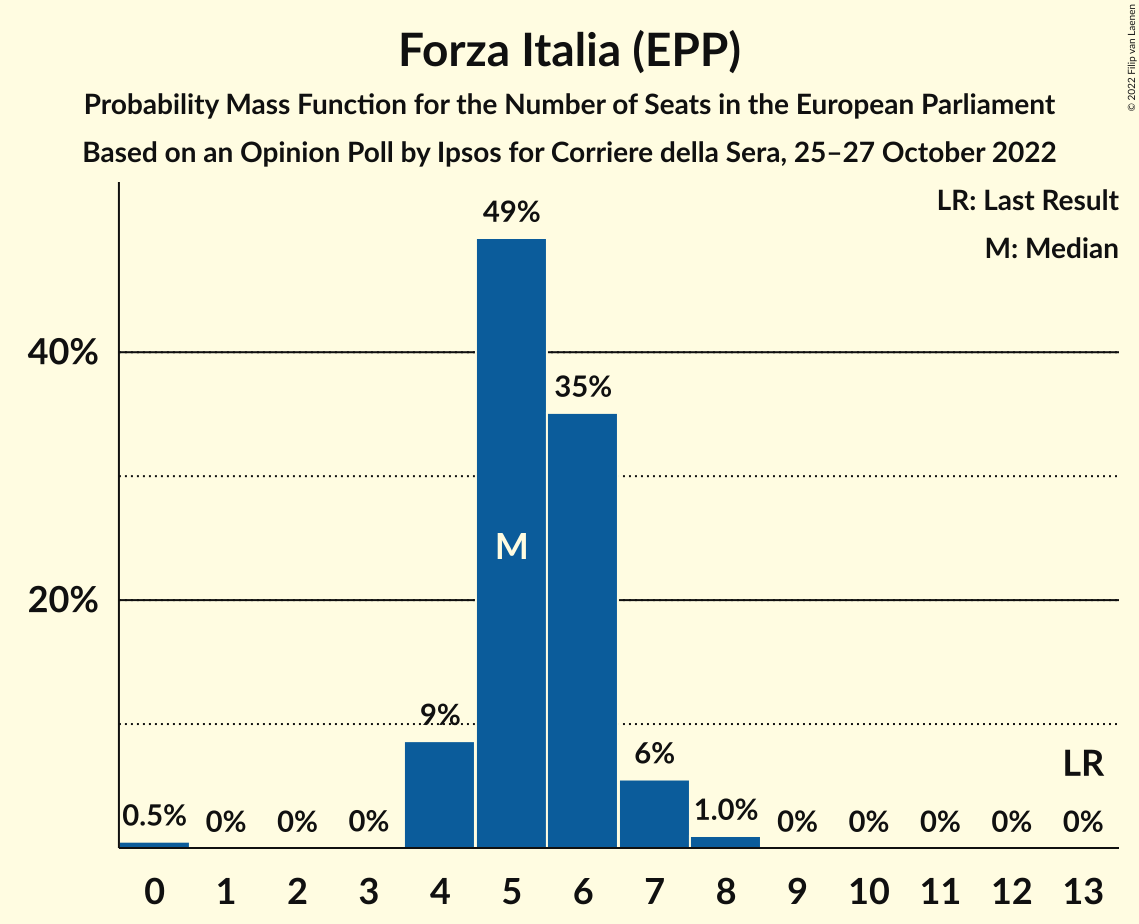 Forza Italia (EPP)
Probability Mass Function for the Number of Seats in the European Parliament
Based on an Opinion Poll by Ipsos for Corriere della Sera, 25–27 October 2022
© 2022 Filip van Laenen
LR: Last Result
M: Median
49%
40%
35%
M
20%
9%
6%
LR
0.5% 0% 0% 0% 1.0% 0% 0% 0% 0% 0%
0 1 2 3 4 5 6 7 8 9 10 11 12 13